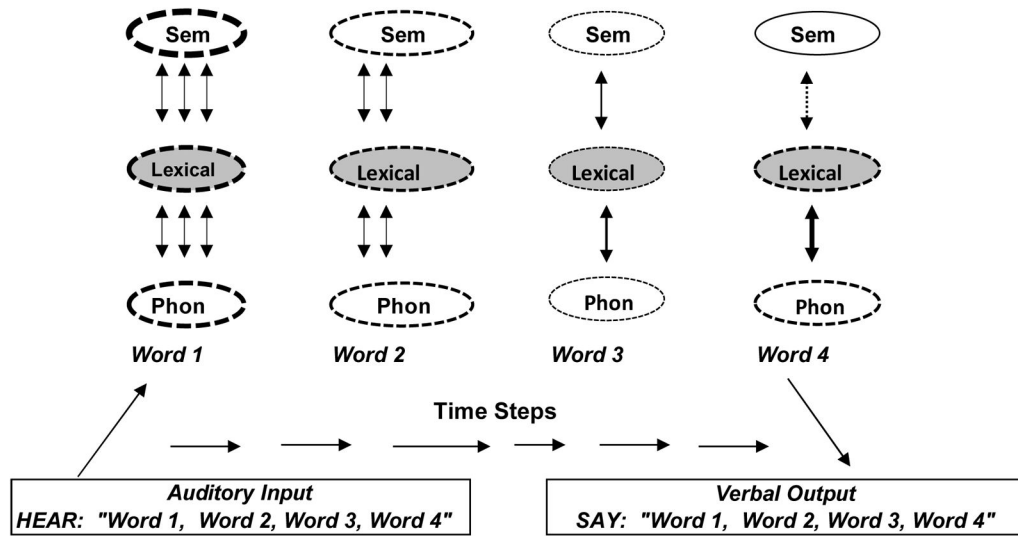 Sem Sem Sem Sem
Lexical Lexical Lexical Lexical
Phon Phon Phon Phon
Word 1 Word 2 Word 3 Word 4
Time Steps
Auditory Input
HEAR: "Word 1, Word 2, Word 3, Word 4"
Verbal Output
SAY: "Word 1, Word 2, Word 3, Word 4"